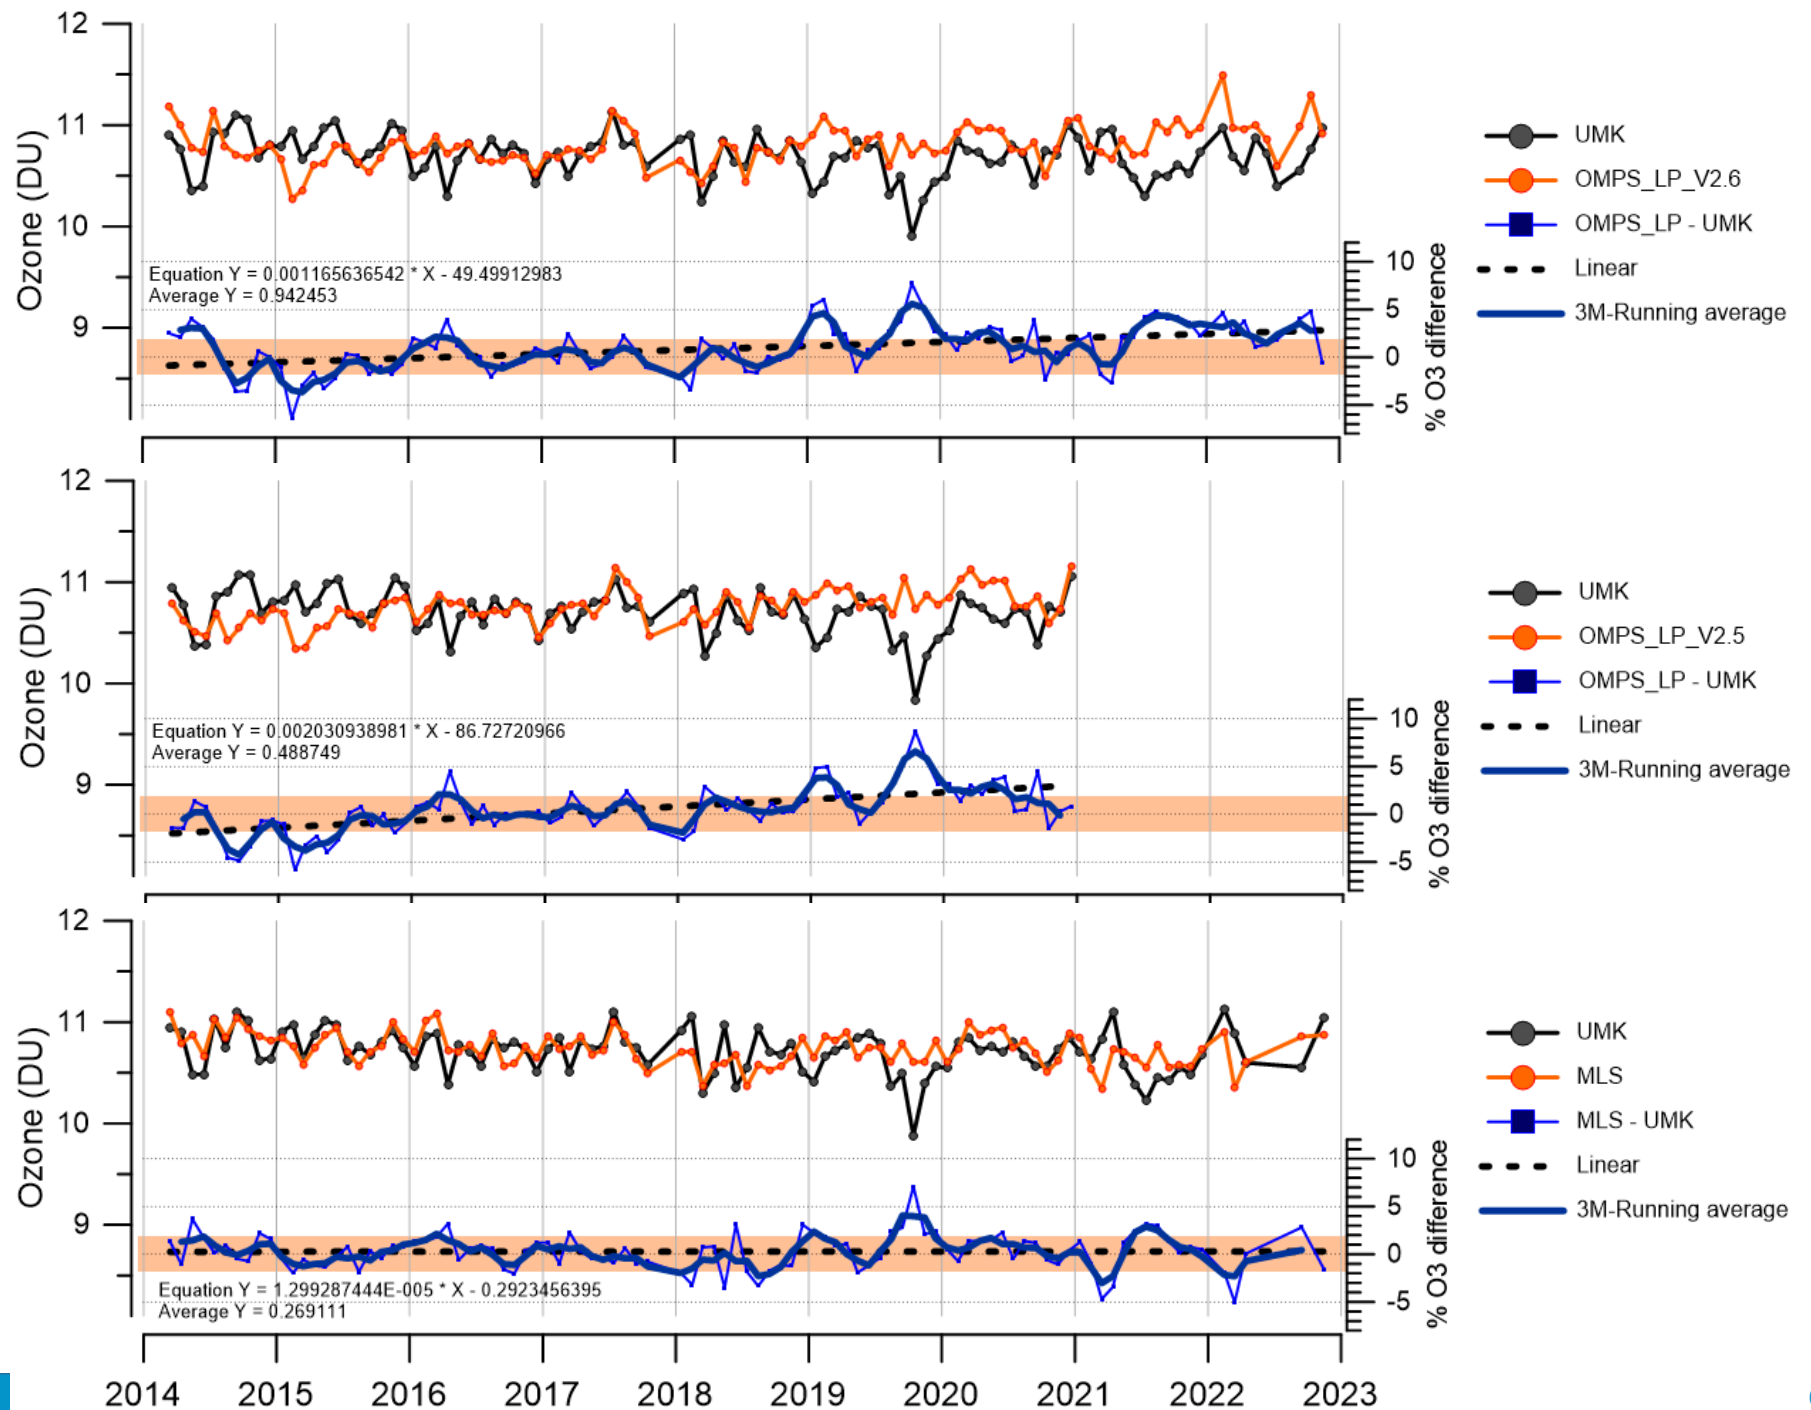 12
11
10
9
Ozone (DU)
Equation Y = 0.001165636542 * X - 49.49912983
Average Y = 0.942453
10
5
0
-5
% O3 difference
UMK
OMPS_LP_V2.6
OMPS_LP - UMK
Linear
3M-Running average
12
11
10
9
Ozone (DU)
Equation Y = 0.002030938981 * X - 86.72720966
Average Y = 0.488749
10
5
0
-5
% O3 difference
UMK
OMPS_LP_V2.5
OMPS_LP - UMK
Linear
3M-Running average
12
11
10
9
Ozone (DU)
Equation Y = 1.299287444E-005 * X - 0.2923456395
Average Y = 0.269111
10
5
0
-5
% O3 difference
UMK
MLS
MLS - UMK
Linear
3M-Running average
2014 2015 2016 2017 2018 2019 2020 2021 2022 2023